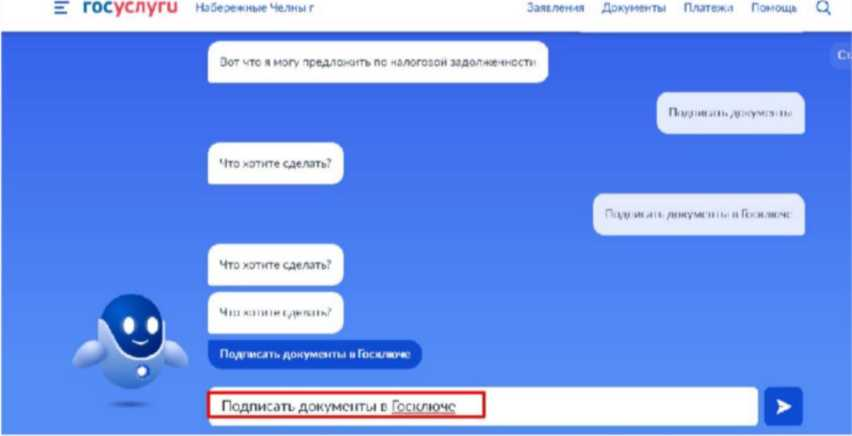 госуслуги Набережные Челны г Заявления Документы Платежи Помощь
Вот что я могу предложить по налоговой задолженности
Подписать документы
Что хотите сделать?
Подписать документы в Госключе
Что хотите сделать?
Что хотите сделать?
Подписать документы в Госключе
Подписать документы в Госключе